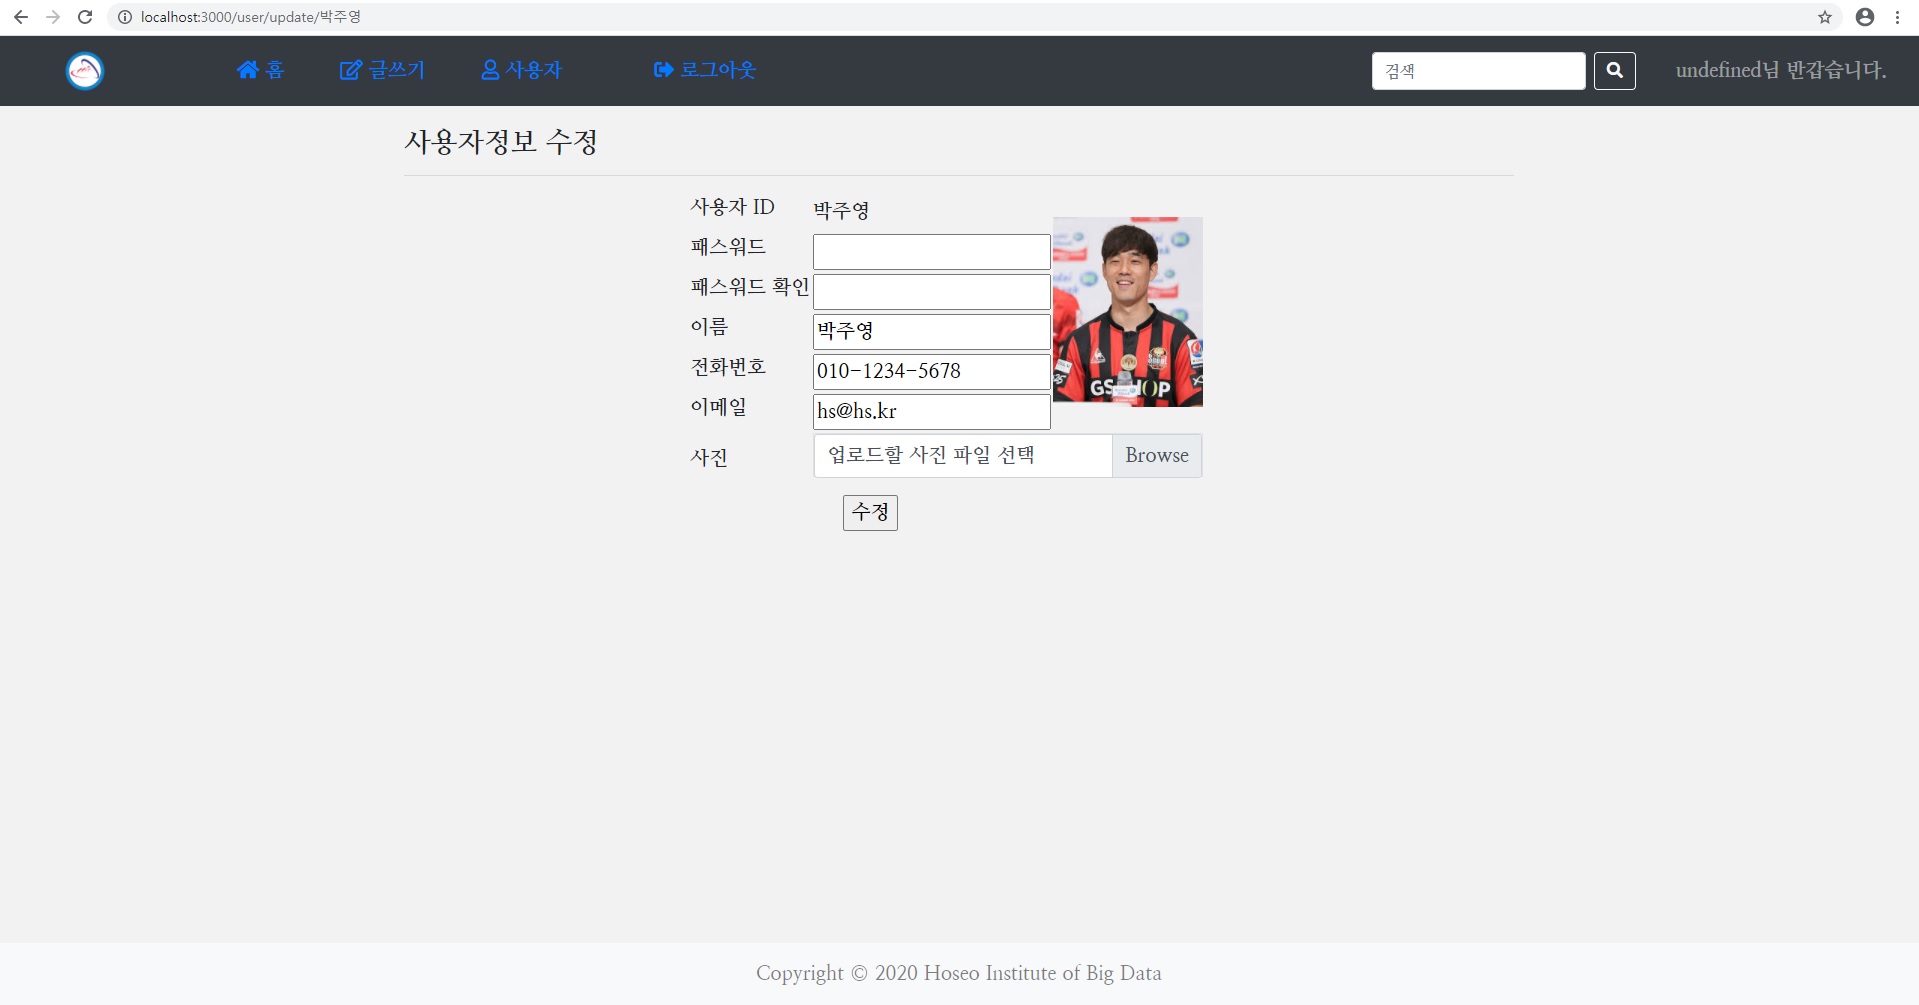 localhost:3000/user/update/박주영
홈 글쓰기 사용자 로그아웃 검색 undefined님 반갑습니다.
사용자정보 수정
사용자 ID 박주영
패스워드
패스워드 확인
이름 박주영
전화번호 010-1234-5678
이메일 hs@hs.kr
GS SHOP
사진 업로드할 사진 파일 선택 Browse
수정
Copyright © 2020 Hoseo Institute of Big Data